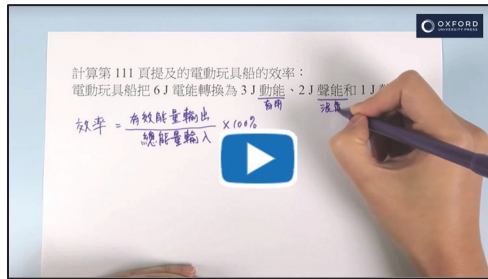 OXFORD
UNIVERSITY PRESS
計算第 111 頁提及的電動玩具船的效率：
電動玩具船把 6 J 電能轉換為 3 J 動能、2 J 聲能和 1 J
有用
效率 = 有效能量輸出 × 100%
總能量輸入